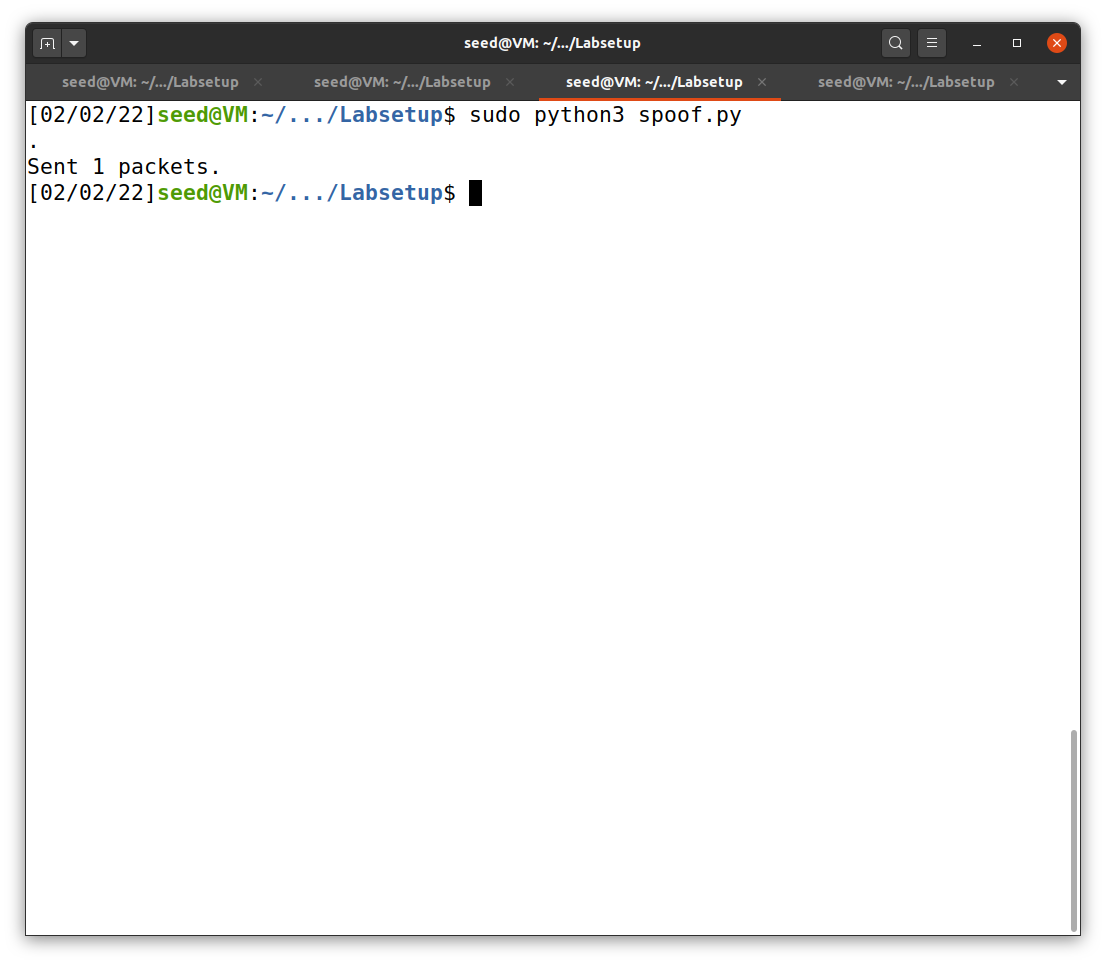 seed@VM: ~/.../Labsetup
seed@VM: ~/.../Labsetup seed@VM: ~/.../Labsetup seed@VM: ~/.../Labsetup seed@VM: ~/.../Labsetup
[02/02/22]seed@VM:~/.../Labsetup$ sudo python3 spoof.py
.
Sent 1 packets.
[02/02/22]seed@VM:~/.../Labsetup$